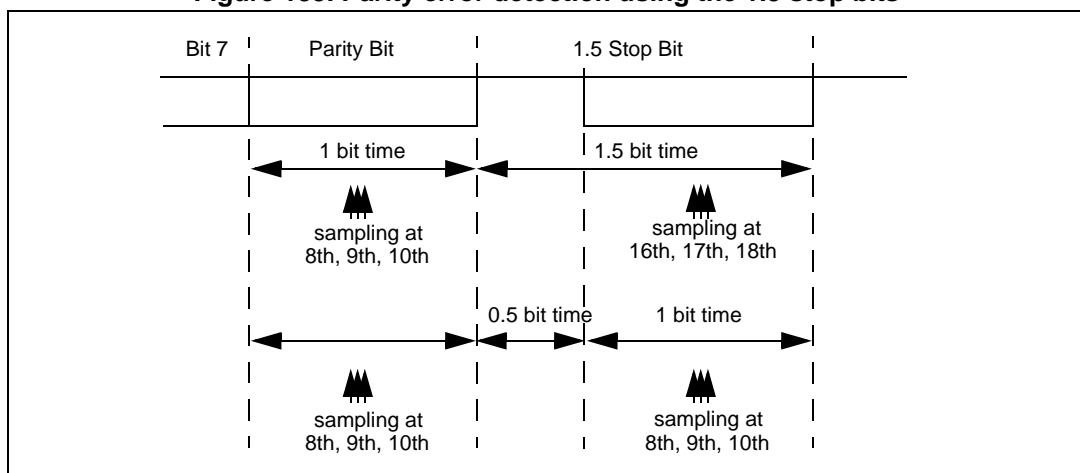 Parity error detection using the 1.5 stop bits
Bit 7 Parity Bit 1.5 Stop Bit
1 bit time 1.5 bit time
sampling at sampling at
8th, 9th, 10th 16th, 17th, 18th
0.5 bit time 1 bit time
sampling at sampling at
8th, 9th, 10th 8th, 9th, 10th